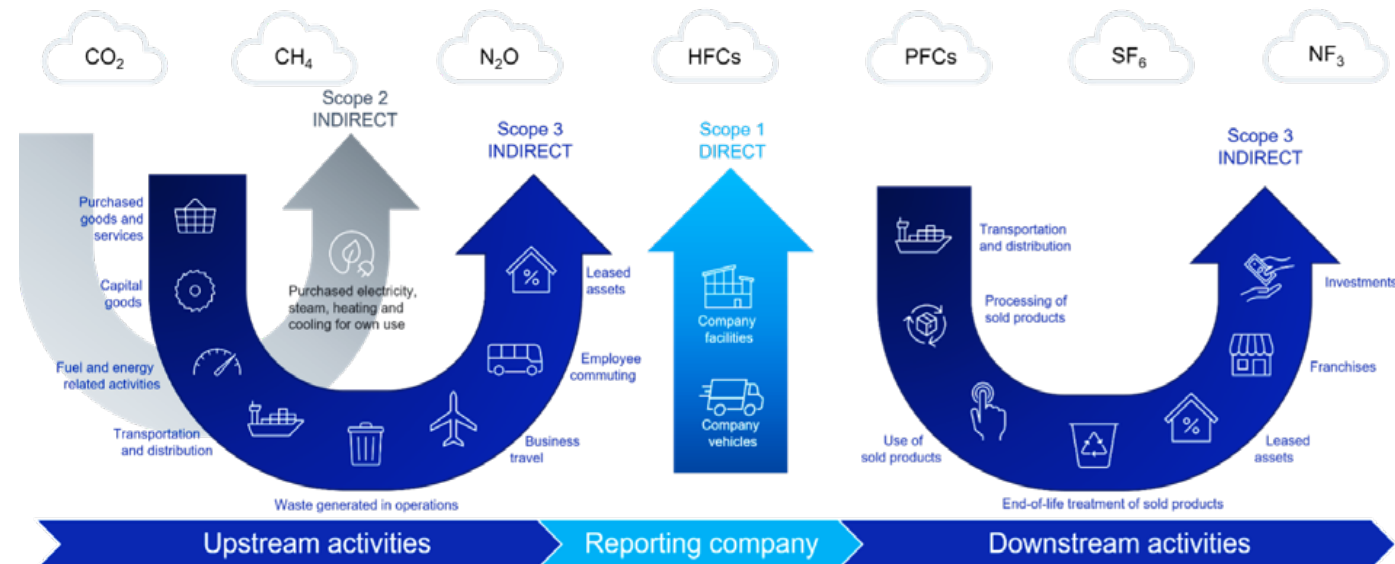 CO₂
CH₄
N₂O
HFCs
PFCs
SF₆
NF₃
Scope 2
INDIRECT
Scope 3
INDIRECT
Scope 1
DIRECT
Scope 3
INDIRECT
Purchased
goods and
services
Capital
goods
Fuel and energy
related activities
Transportation
and distribution
Waste generated in operations
Business
travel
Employee
commuting
Leased
assets
%
Purchased electricity,
steam, heating and
cooling for own use
Company
facilities
Company
vehicles
Transportation
and distribution
Processing of
sold products
Use of
sold products
End-of-life treatment of sold products
Leased
assets
%
Franchises
Investments
Upstream activities
Reporting company
Downstream activities